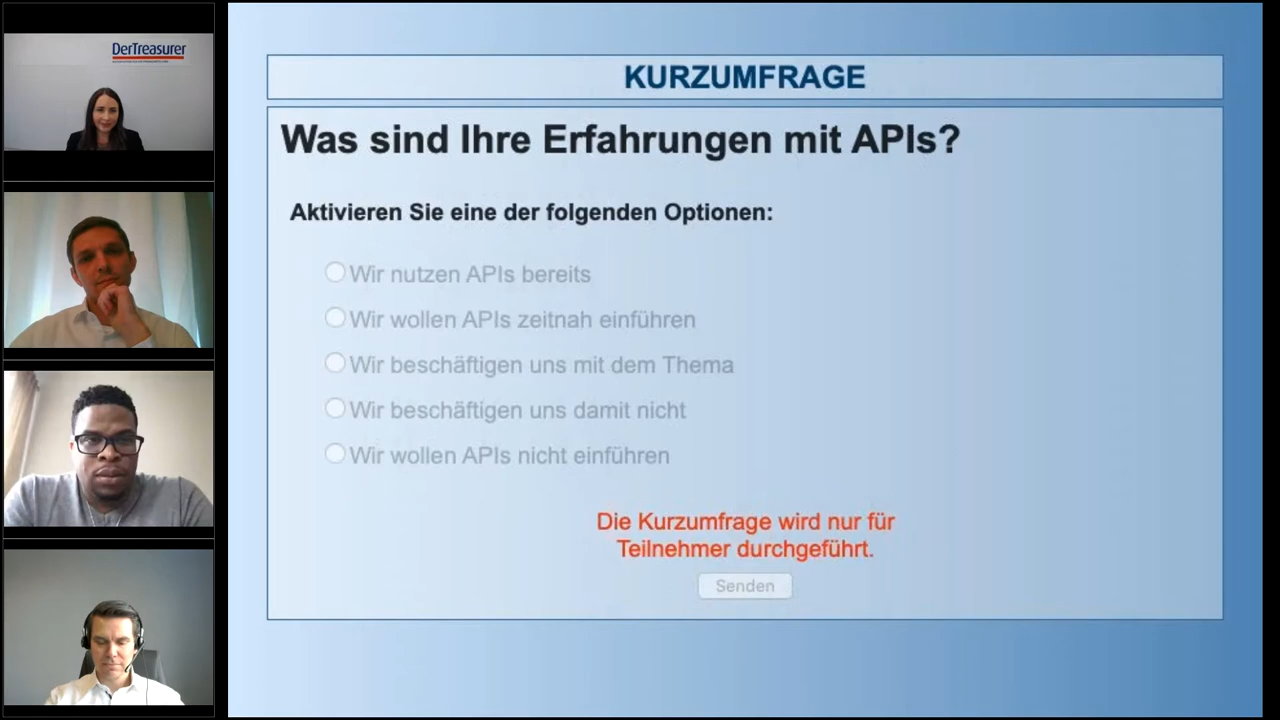 DerTreasurer
KURZUMFRAGE
Was sind Ihre Erfahrungen mit APIs?
Aktivieren Sie eine der folgenden Optionen:
Wir nutzen APIs bereits
Wir wollen APIs zeitnah einführen
Wir beschäftigen uns mit dem Thema
Wir beschäftigen uns damit nicht
Wir wollen APIs nicht einführen
Die Kurzumfrage wird nur für
Teilnehmer durchgeführt.
Senden